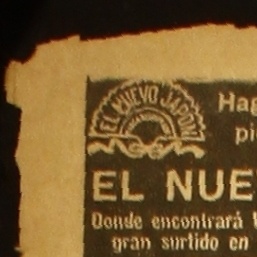 EL NUEVO JAPON
Hag
pi
EL NUE
Donde encontrará
gran surtido en